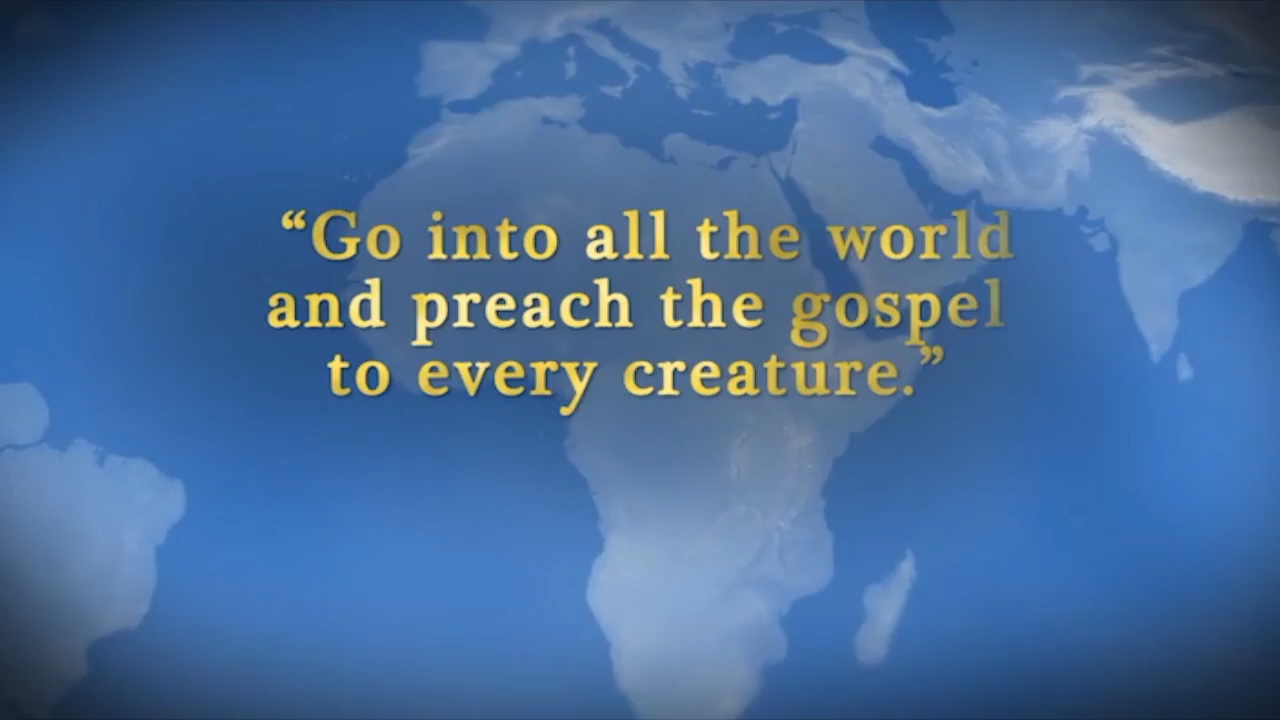 “Go into all the world
and preach the gospel
to every creature.”